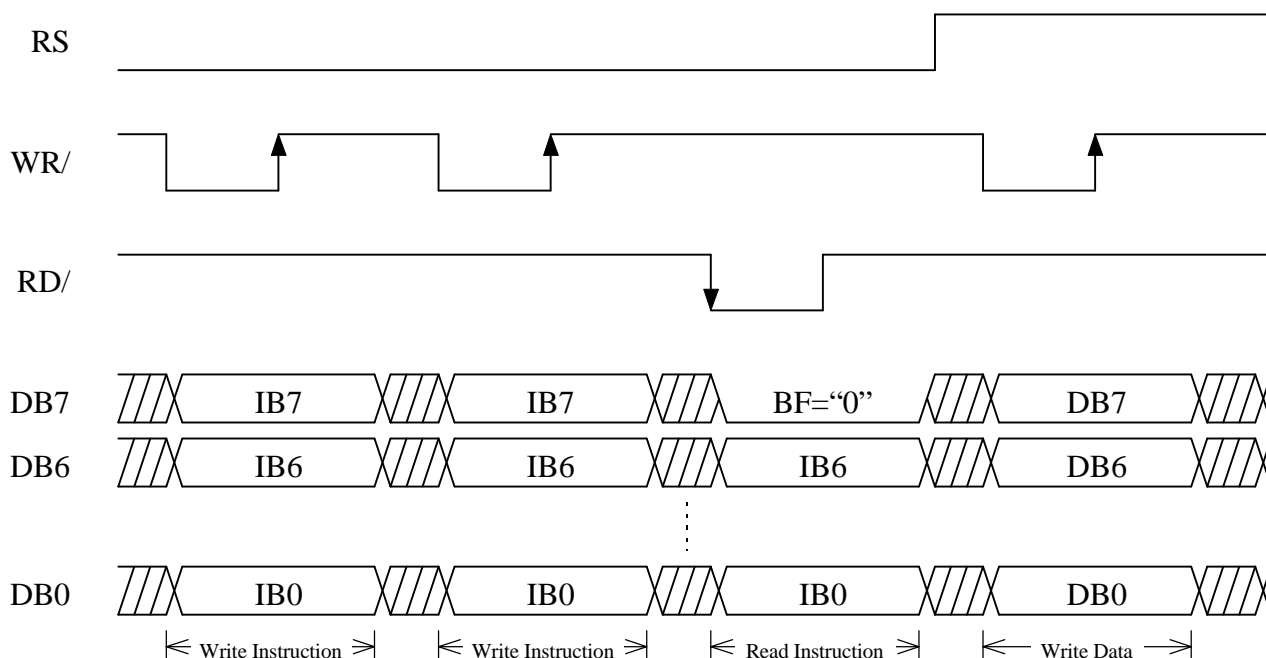 RS
WR/
RD/
DB7 IB7 IB7 BF=“0” DB7
DB6 IB6 IB6 IB6 DB6
DB0 IB0 IB0 IB0 DB0
Write Instruction Write Instruction Read Instruction Write Data